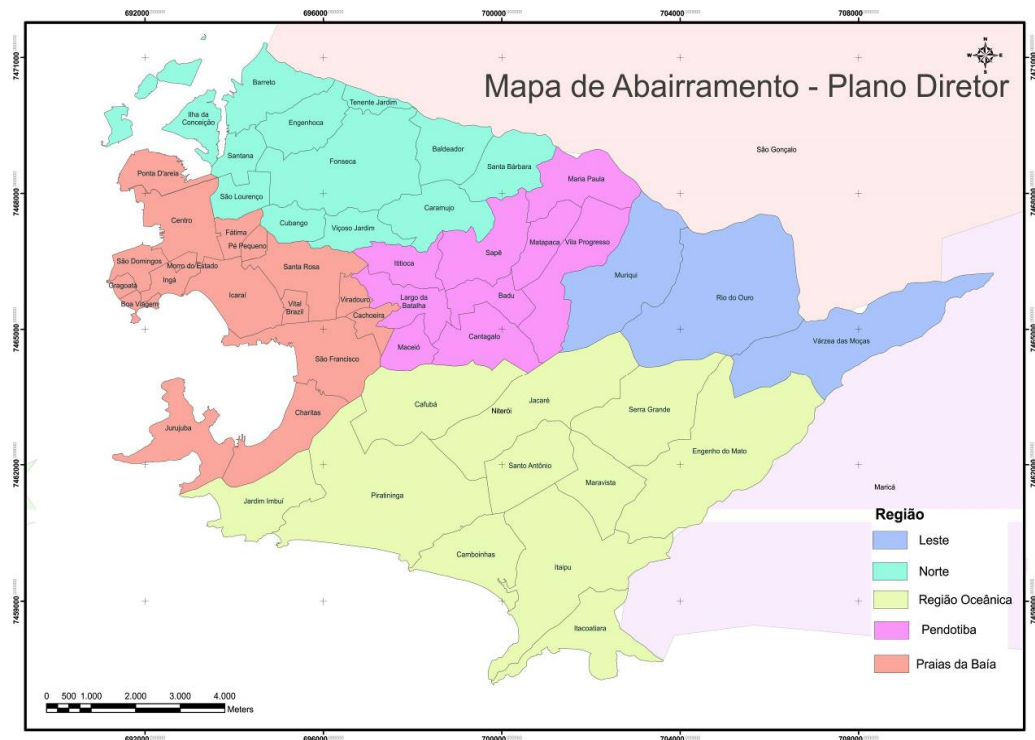 692000
696000
700000
704000
708000
7471000
7471000
N
W
E
S
Mapa de Abairramento - Plano Diretor
Barreto
Tenente Jardim
Ilha da
Conceição
Engenhoca
Baldeador
São Gonçalo
Santana
Fonseca
Santa Bárbara
Ponta D'areia
Maria Paula
7468000
7468000
São Lourenço
Caramujo
Centro
Cubango
Viçoso Jardim
Fátima
Pé Pequeno
Matapaca
Vila Progresso
Ititioca
Sapê
São Domingos
Morro do Estado
Santa Rosa
Muriqui
Gragoatá
Ingá
Icaraí
Viradouro
Largo da
Batalha
Badu
Rio do Ouro
Boa Viagem
Vital
Brazil
Cachoeira
Cantagalo
7465000
7465000
Várzea das Moças
Maceió
São Francisco
Cafubá
Jacaré
Niterói
Serra Grande
Charitas
Jurujuba
Engenho do Mato
7462000
7462000
Santo Antônio
Maravista
Maricá
Jardim Imbuí
Piratininga
Camboinhas
Itaipu
Itacoatiara
7459000
7459000
Região
Leste
Norte
Região Oceânica
Pendotiba
Praias da Baía
0 500 1.000 2.000 3.000 4.000
Meters
692000
696000
700000
704000
708000